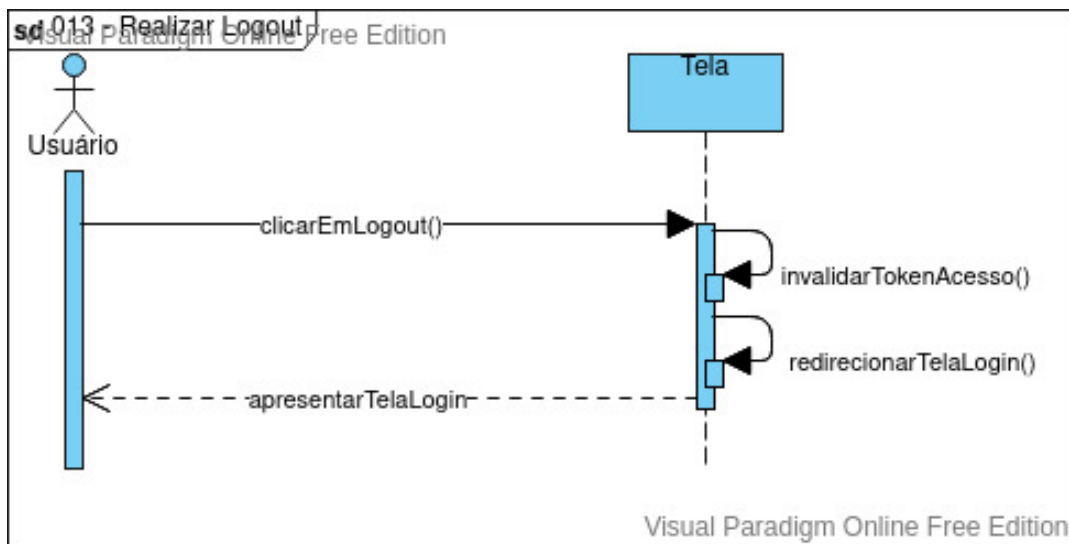 sd 013 - Realizar Logout
Visual Paradigm Online Free Edition
Usuário
Tela
clicarEmLogout()
invalidarTokenAcesso()
redirecionarTelaLogin()
apresentarTelaLogin
Visual Paradigm Online Free Edition